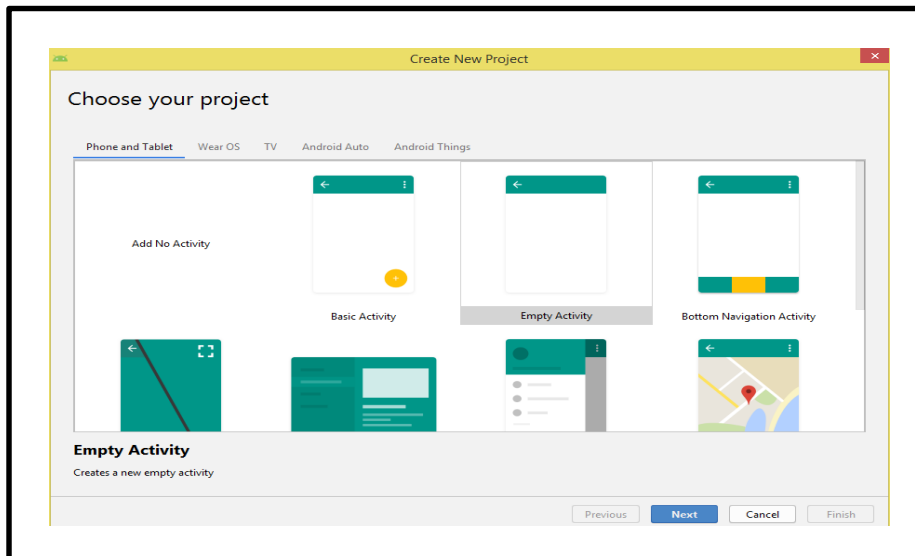 Create New Project
Choose your project
Phone and Tablet Wear OS TV Android Auto Android Things
Add No Activity
Basic Activity
Empty Activity
Bottom Navigation Activity
Empty Activity
Creates a new empty activity
Previous Next Cancel Finish